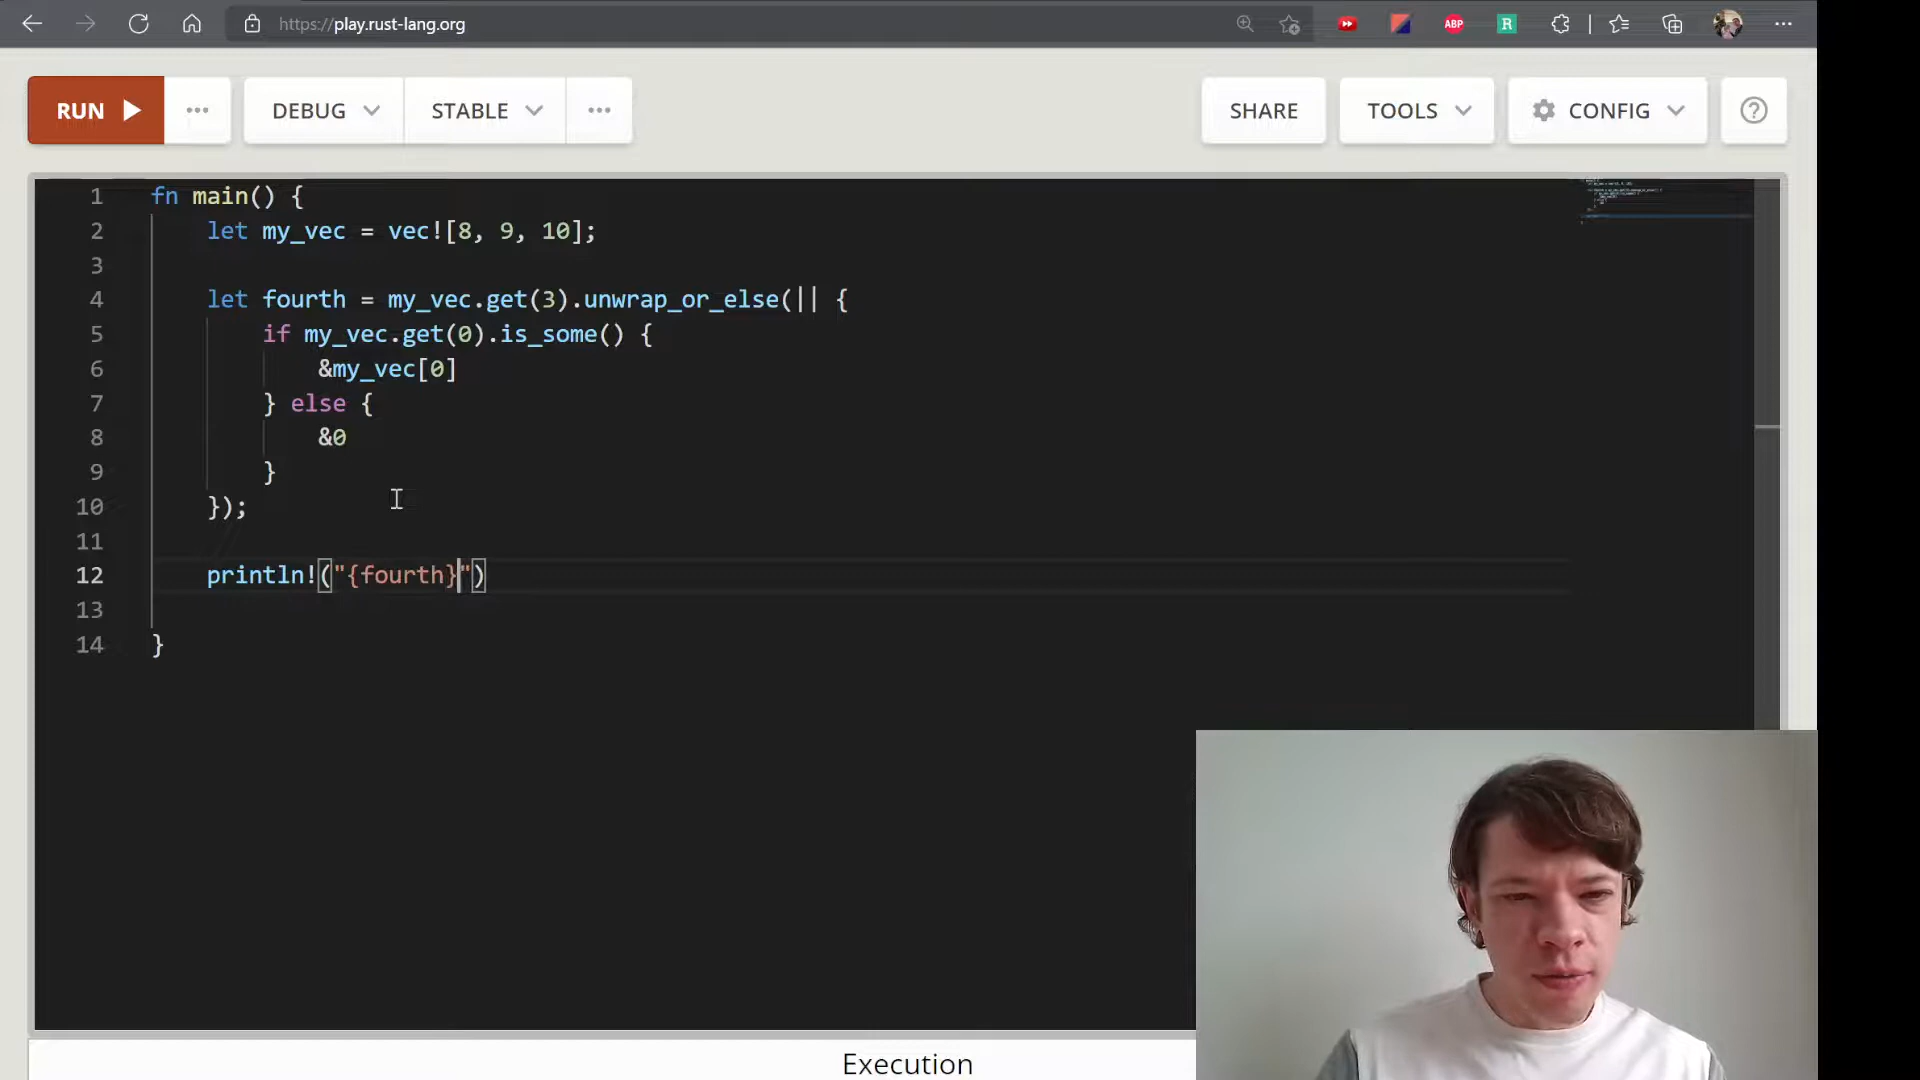 https://play.rust-lang.org
ABP
R
RUN
DEBUG
STABLE
SHARE
TOOLS
CONFIG
1 fn main() {
2 let my_vec = vec![8, 9, 10];
3
4 let fourth = my_vec.get(3).unwrap_or_else(|| {
5 if my_vec.get(0).is_some() {
6 &my_vec[0]
7 } else {
8 &0
9 }
10 });
11
12 println!("{fourth}")
13
14 }
Execution